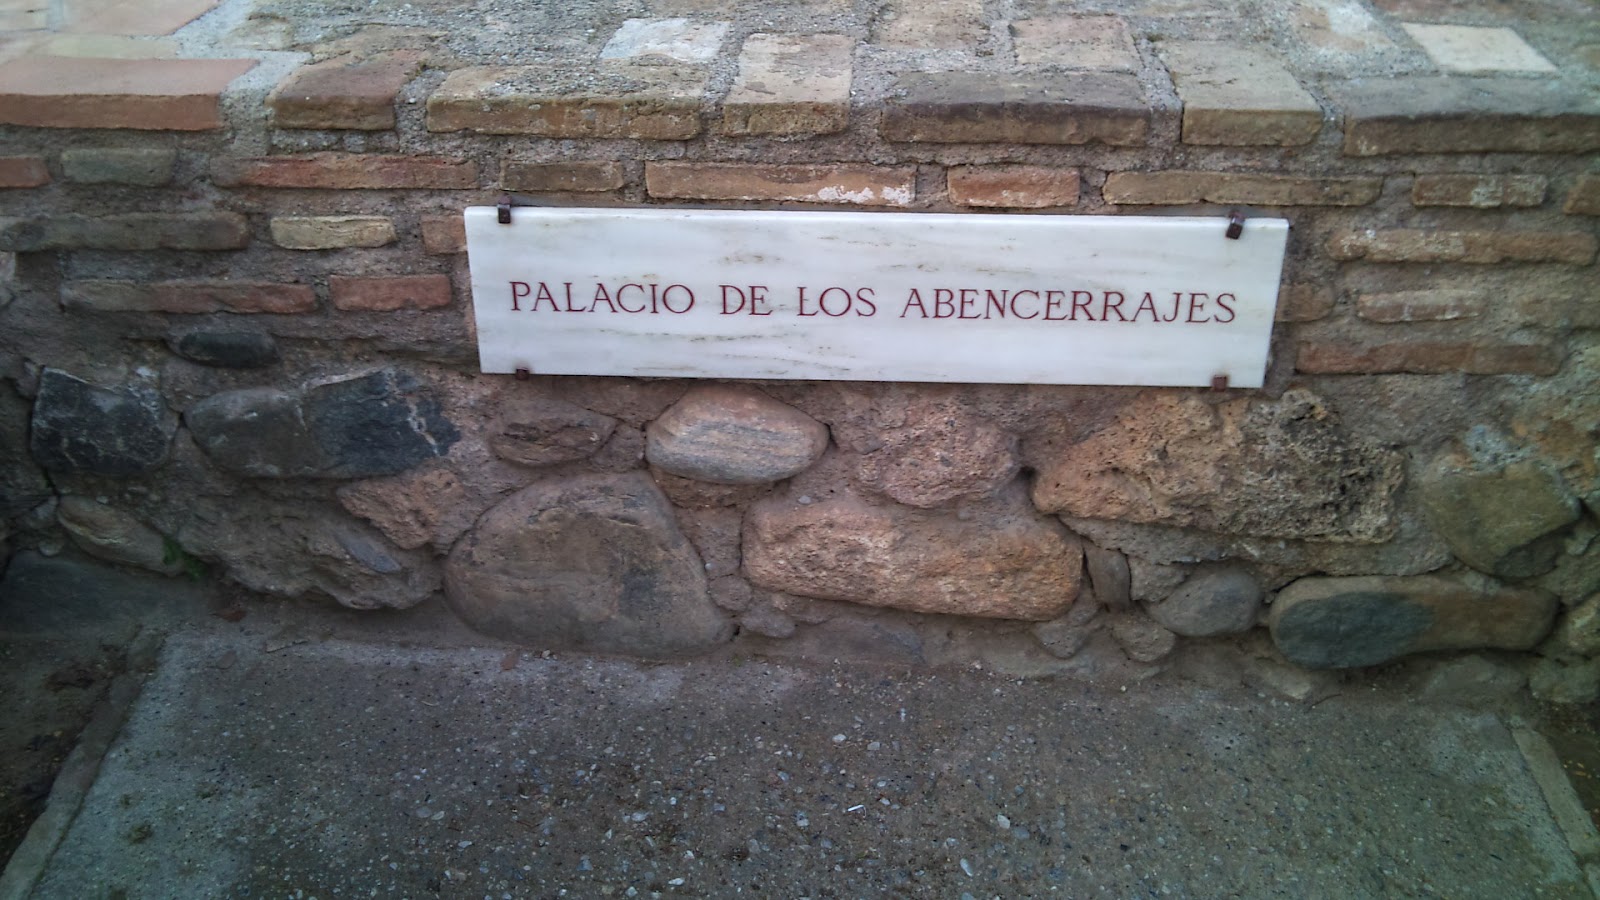 PALACIO DE LOS ABENCERRAJES